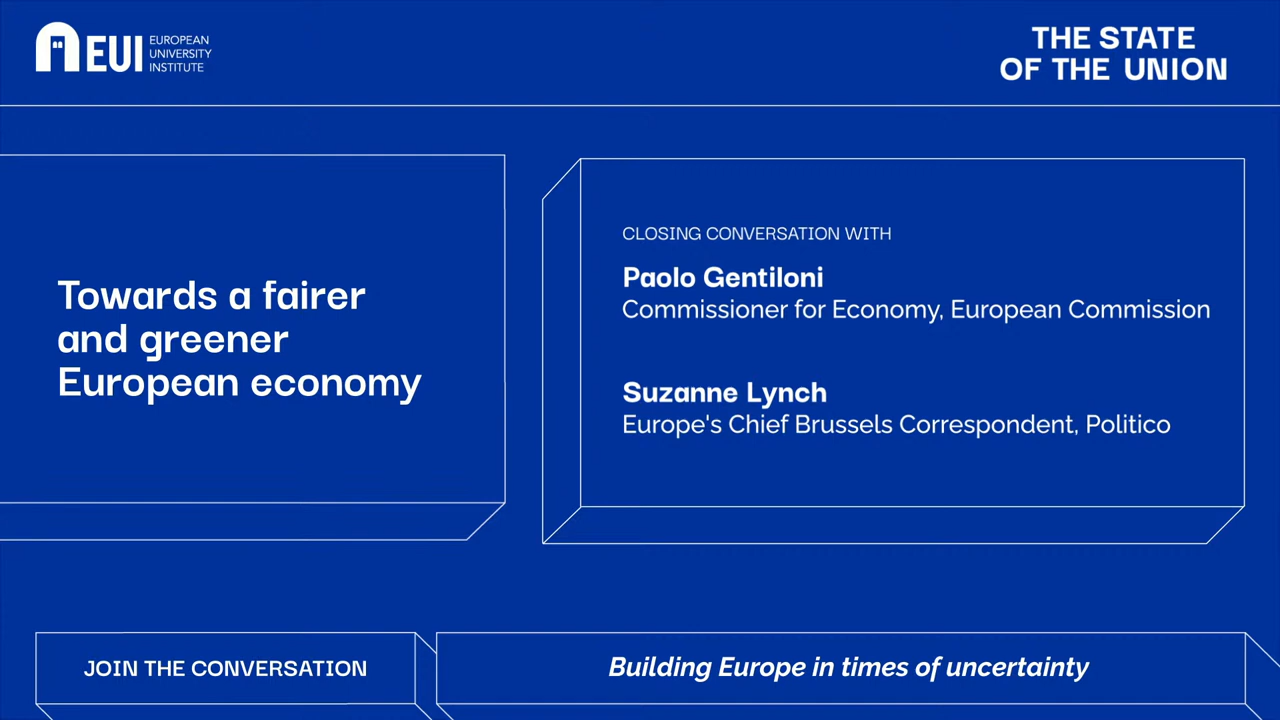 EUI
EUROPEAN
UNIVERSITY
INSTITUTE
THE STATE
OF THE UNION
Towards a fairer
and greener
European economy
CLOSING CONVERSATION WITH
Paolo Gentiloni
Commissioner for Economy, European Commission
Suzanne Lynch
Europe's Chief Brussels Correspondent, Politico
JOIN THE CONVERSATION
Building Europe in times of uncertainty